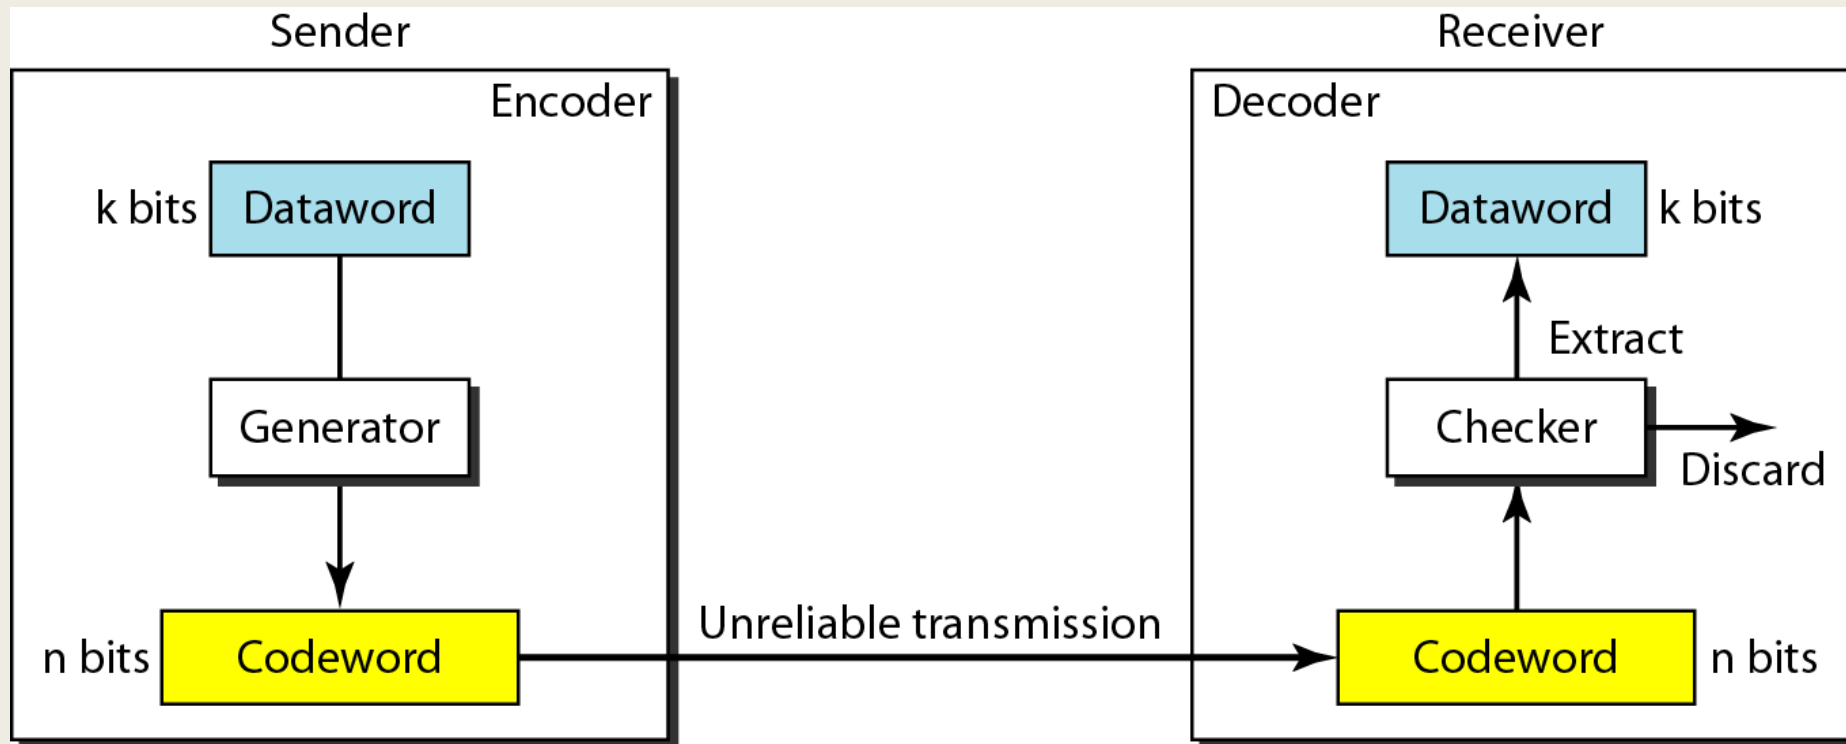 Sender
Receiver
Encoder
Decoder
k bits
Dataword
Dataword
k bits
Extract
Generator
Checker
Discard
Unreliable transmission
n bits
Codeword
Codeword
n bits